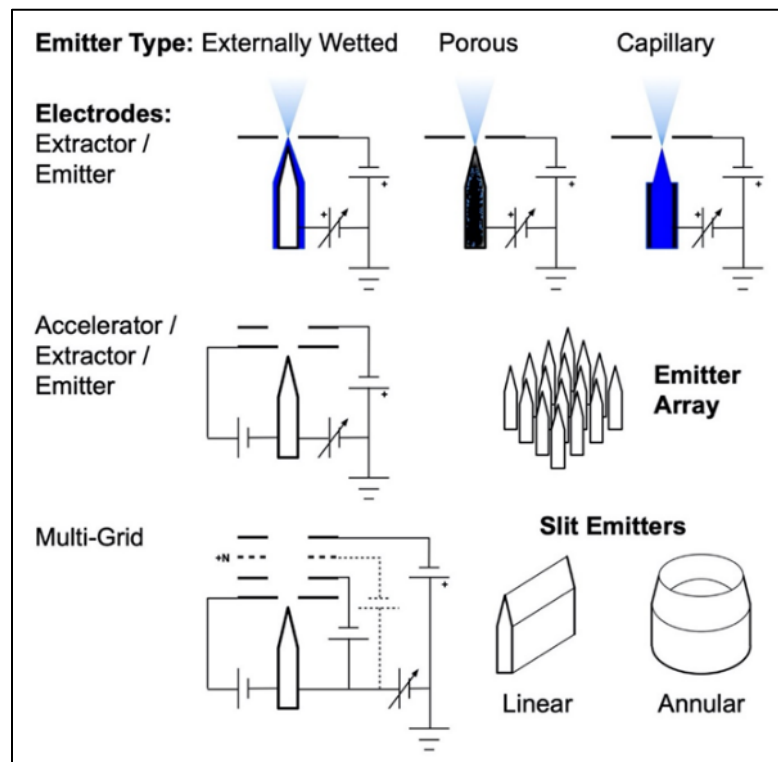 Emitter Type: Externally Wetted Porous Capillary
Electrodes:
Extractor /
Emitter
+
+
+
+
+
+
Accelerator /
Extractor /
Emitter
+
Emitter
Array
Multi-Grid
+N
+
Slit Emitters
Linear Annular